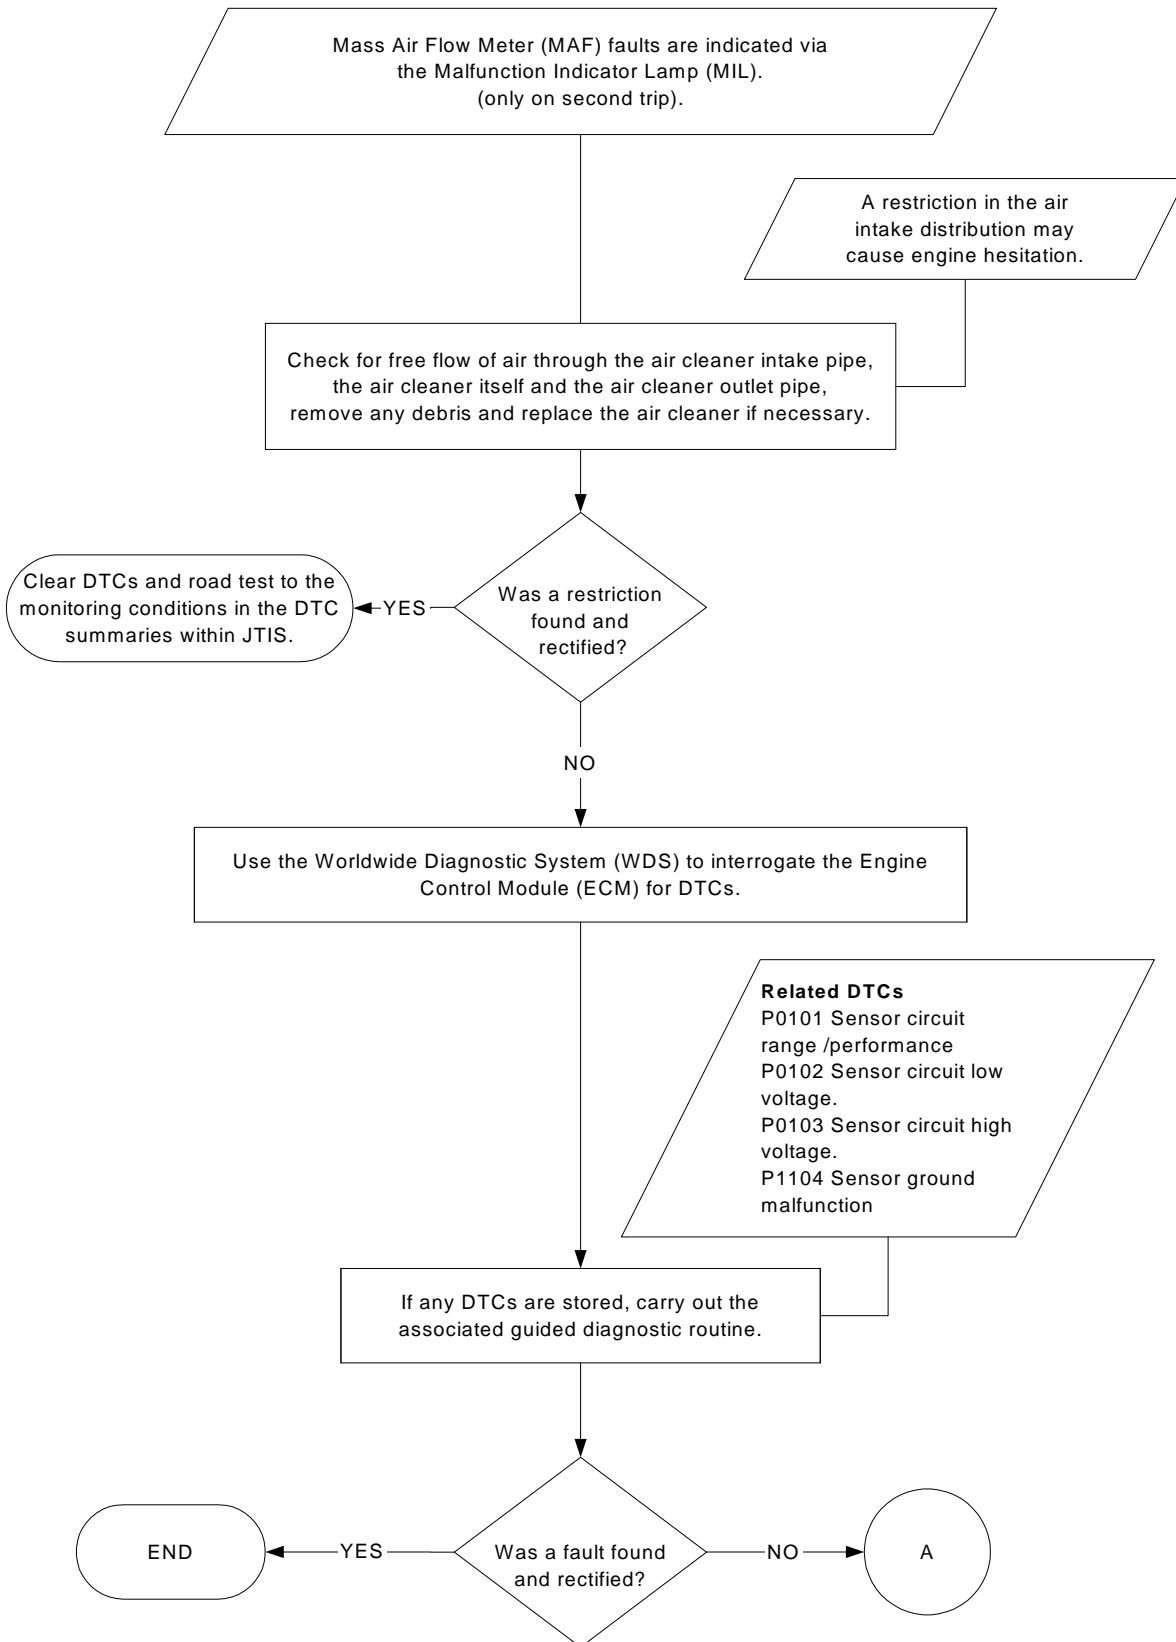 Mass Air Flow Meter (MAF) faults are indicated via
the Malfunction Indicator Lamp (MIL).
(only on second trip).
A restriction in the air
intake distribution may
cause engine hesitation.
Check for free flow of air through the air cleaner intake pipe,
the air cleaner itself and the air cleaner outlet pipe,
remove any debris and replace the air cleaner if necessary.
Clear DTCs and road test to the
monitoring conditions in the DTC
summaries within JTIS.
YES
Was a restriction
found and
rectified?
NO
Use the Worldwide Diagnostic System (WDS) to interrogate the Engine
Control Module (ECM) for DTCs.
Related DTCs
P0101 Sensor circuit
range /performance
P0102 Sensor circuit low
voltage.
P0103 Sensor circuit high
voltage.
P1104 Sensor ground
malfunction
If any DTCs are stored, carry out the
associated guided diagnostic routine.
END
YES
Was a fault found
and rectified?
NO
A